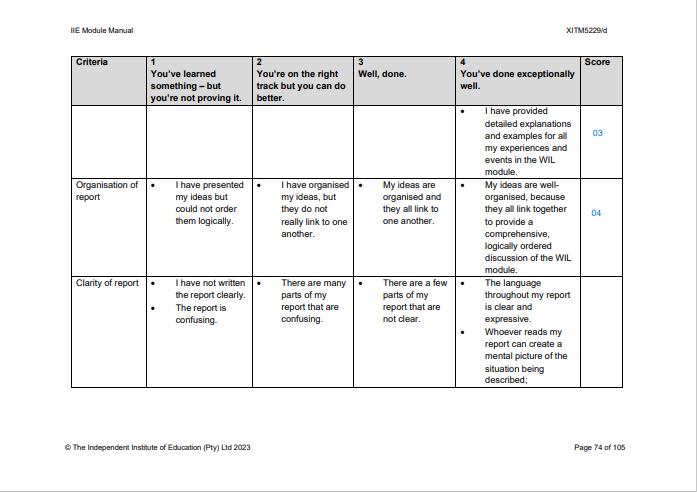 IIE Module Manual XITM5229/d
Criteria
1
You've learned
something – but
you're not proving it.
2
You're on the right
track but you can do
better.
3
Well, done.
4
You've done exceptionally
well.
Score
• I have provided
detailed explanations
and examples for all
my experiences and
events in the WIL
module.
03
Organisation of
report
• I have presented
my ideas but
could not order
them logically.
• I have organised
my ideas, but
they do not
really link to one
another.
• My ideas are
organised and
they all link to
one another.
• My ideas are well-
organised, because
they all link together
to provide a
comprehensive,
logically ordered
discussion of the WIL
module.
04
Clarity of report
• I have not written
the report clearly.
• The report is
confusing.
• There are many
parts of my
report that are
confusing.
• There are a few
parts of my
report that are
not clear.
• The language
throughout my report
is clear and
expressive.
• Whoever reads my
report can create a
mental picture of the
situation being
described;
© The Independent Institute of Education (Pty) Ltd 2023 Page 74 of 105